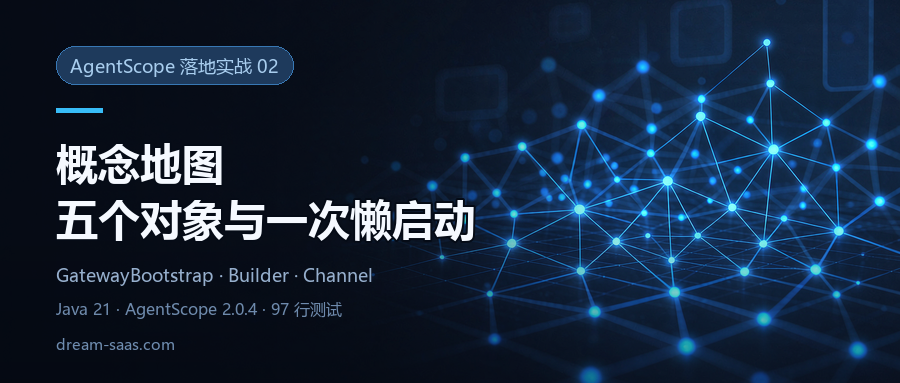 AgentScope 落地实战 02
概念地图
五个对象与一次懒启动
GatewayBootstrap · Builder · Channel
Java 21 · AgentScope 2.0.4 · 97 行测试
dream-saas.com